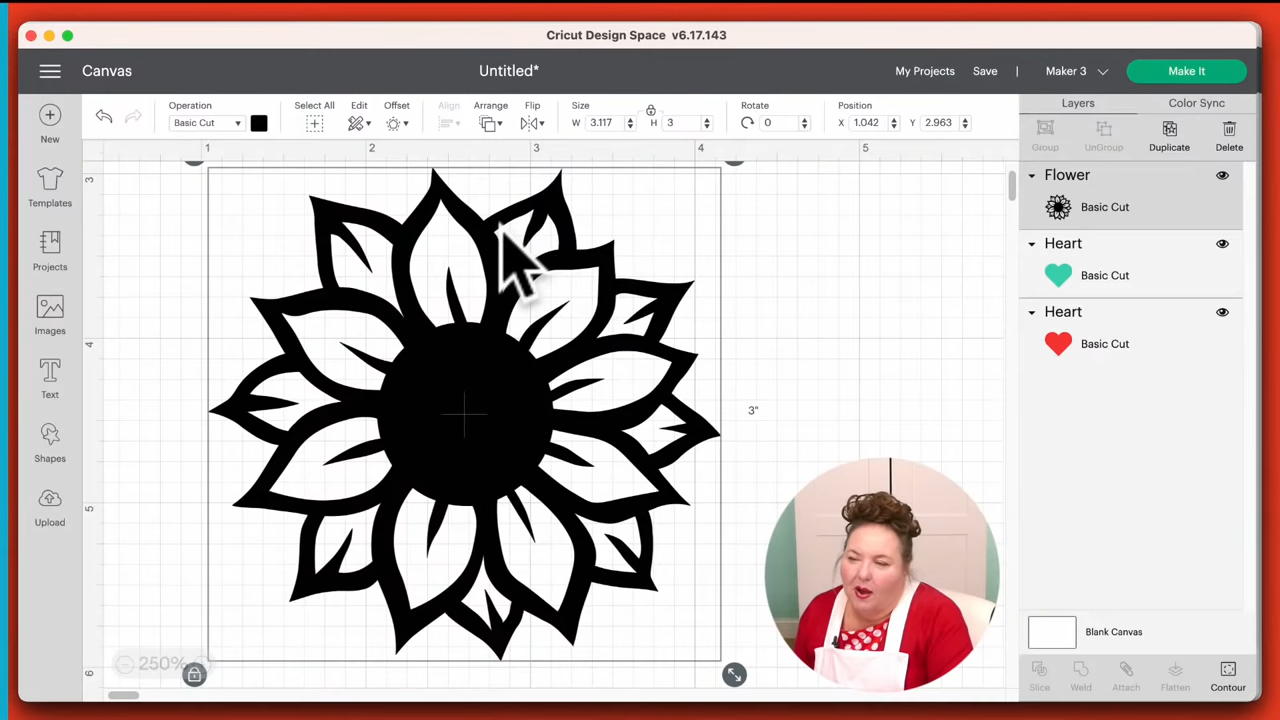 Cricut Design Space v6.17.143
Canvas
Untitled*
My Projects
Save
|
Maker 3
Make It
New
Templates
Projects
Images
Text
Shapes
Upload
Operation
Basic Cut
Select All
Edit
Offset
Align
Arrange
Flip
Size
W 3.117
H 3
Rotate
0
Position
X 1.042
Y 2.963
1 2 3 4 5
3
4
5
6
3"
250%
Layers
Color Sync
Group
UnGroup
Duplicate
Delete
Flower
Basic Cut
Heart
Basic Cut
Heart
Basic Cut
Blank Canvas
Slice
Weld
Attach
Flatten
Contour